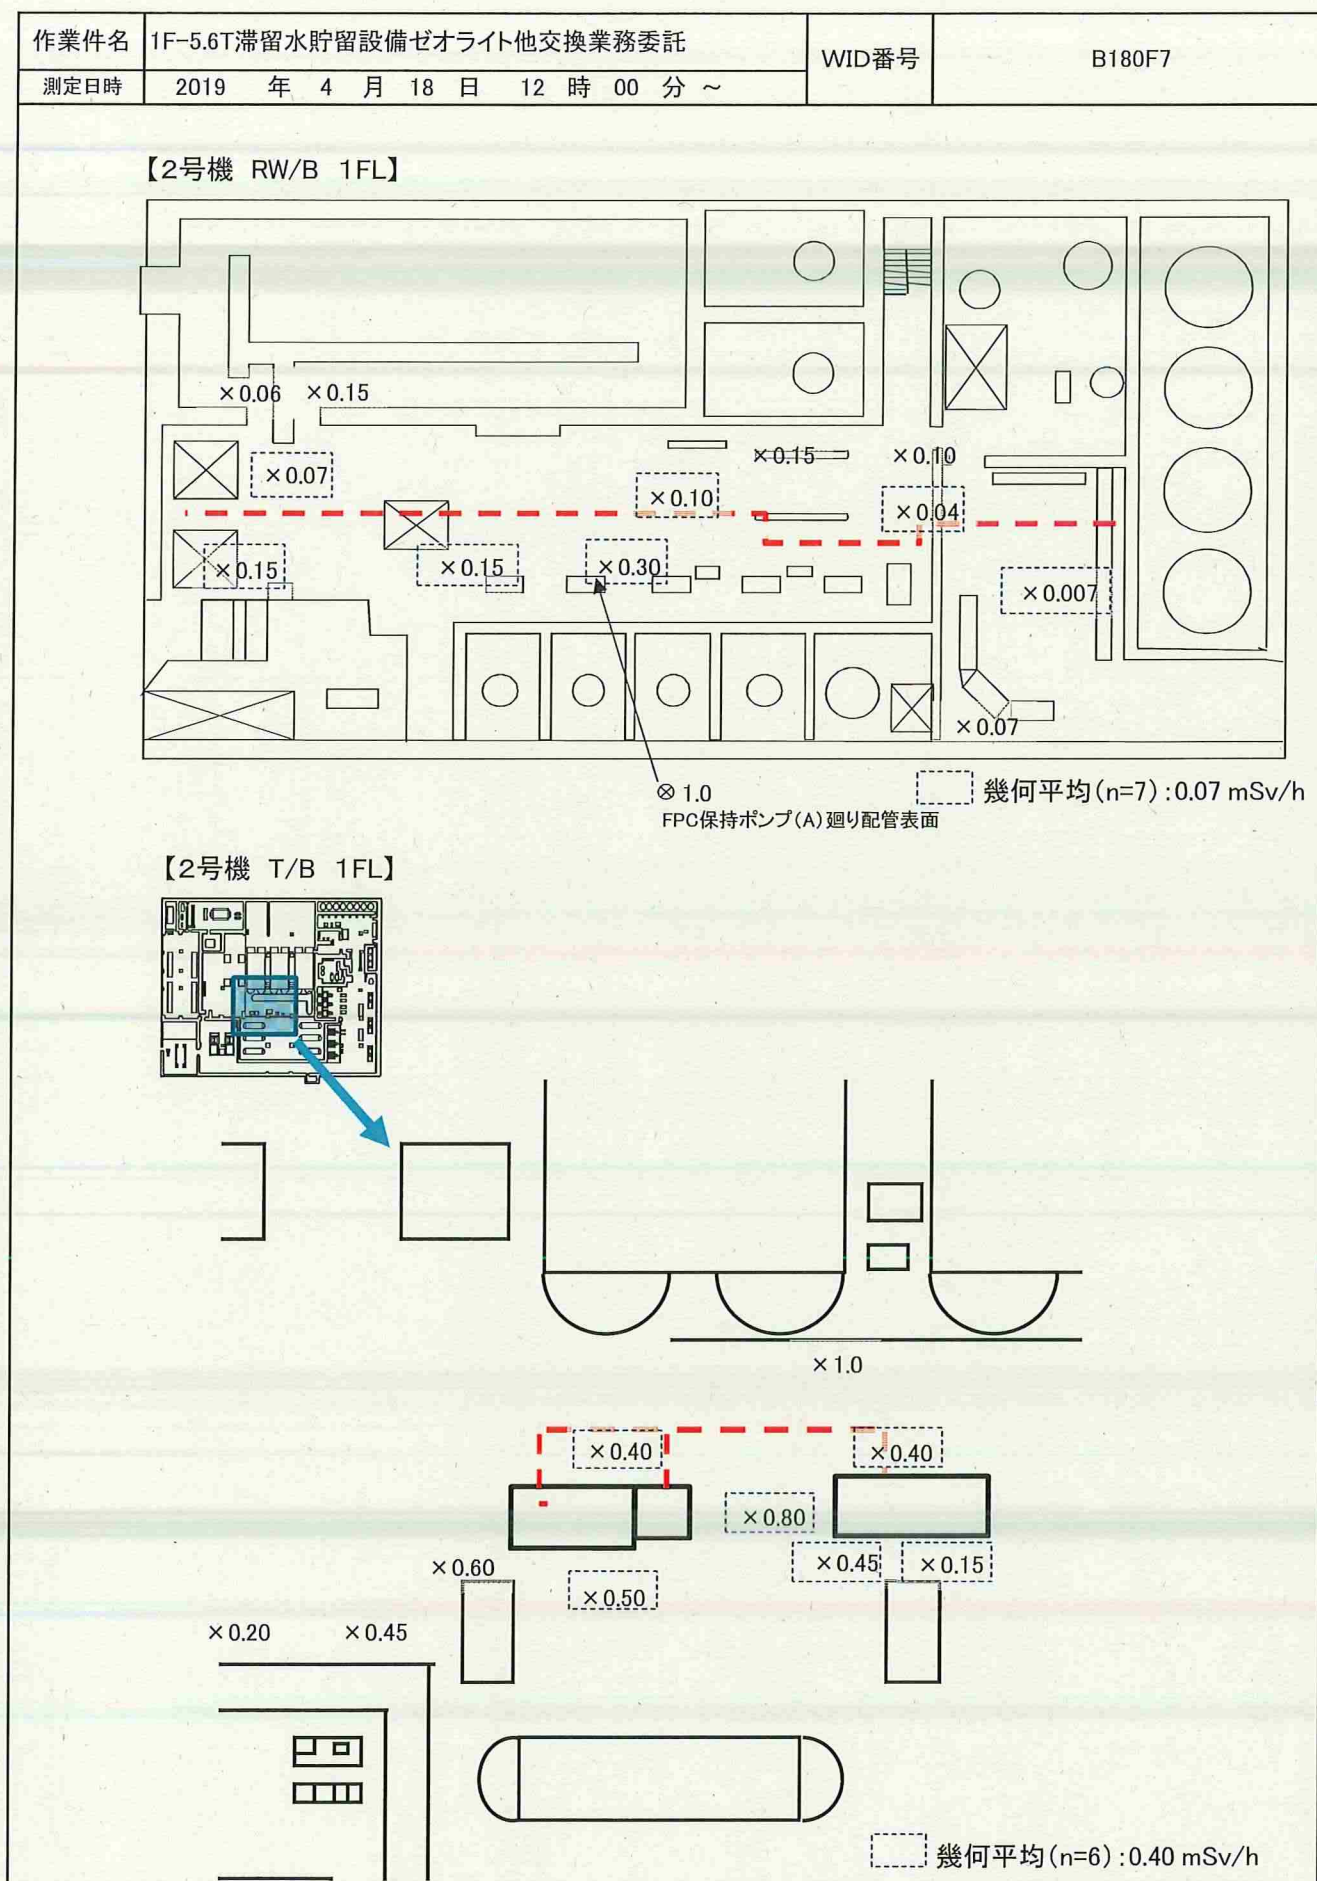 作業件名 1F-5.6T滞留水貯留設備ゼオライト他交換業務委託 WID番号 B180F7
測定日時 2019 年 4 月 18 日 12 時 00 分 ~
【2号機 RW/B 1FL】
×0.06 ×0.15
×0.15 ×0.10
×0.07
×0.10
×0.04
×0.15 ×0.15 ×0.30
×0.007
×0.07
⊗ 1.0
幾何平均(n=7):0.07 mSv/h
FPC保持ポンプ(A)廻り配管表面
【2号機 T/B 1FL】
×1.0
×0.40 ×0.40
×0.80
×0.60 ×0.45 ×0.15
×0.50
×0.20 ×0.45
幾何平均(n=6):0.40 mSv/h